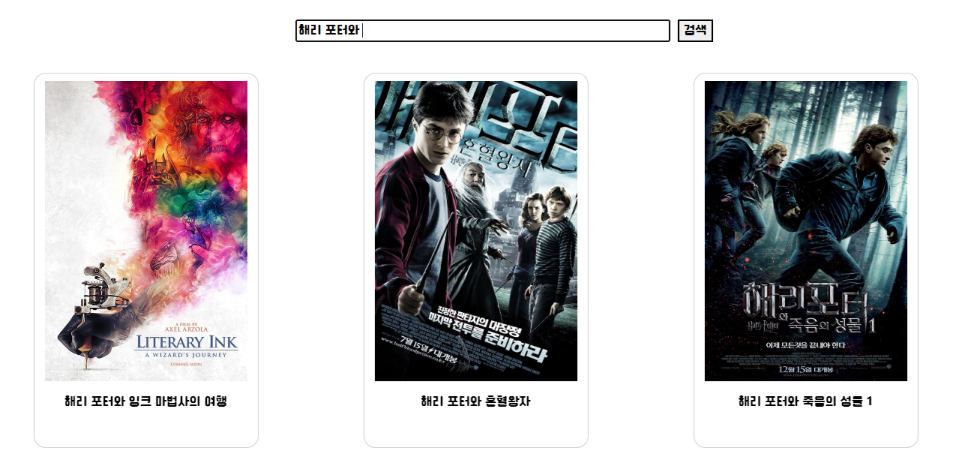 해리 포터와
검색
A FILM BY
AXEL ARZOLA
LITERARY INK
A WIZARD'S JOURNEY
COMING SOON
해리포터
혼혈왕자
진정한 판타지의 대장정
마지막 전투를 준비하라
7월 15일 대개봉
해리포터
와
Harry Potter
죽음의 성물 1
이제 모든것을 끝내야 한다
12월 15일 대개봉
해리 포터와 잉크 마법사의 여행
해리 포터와 혼혈왕자
해리 포터와 죽음의 성물 1